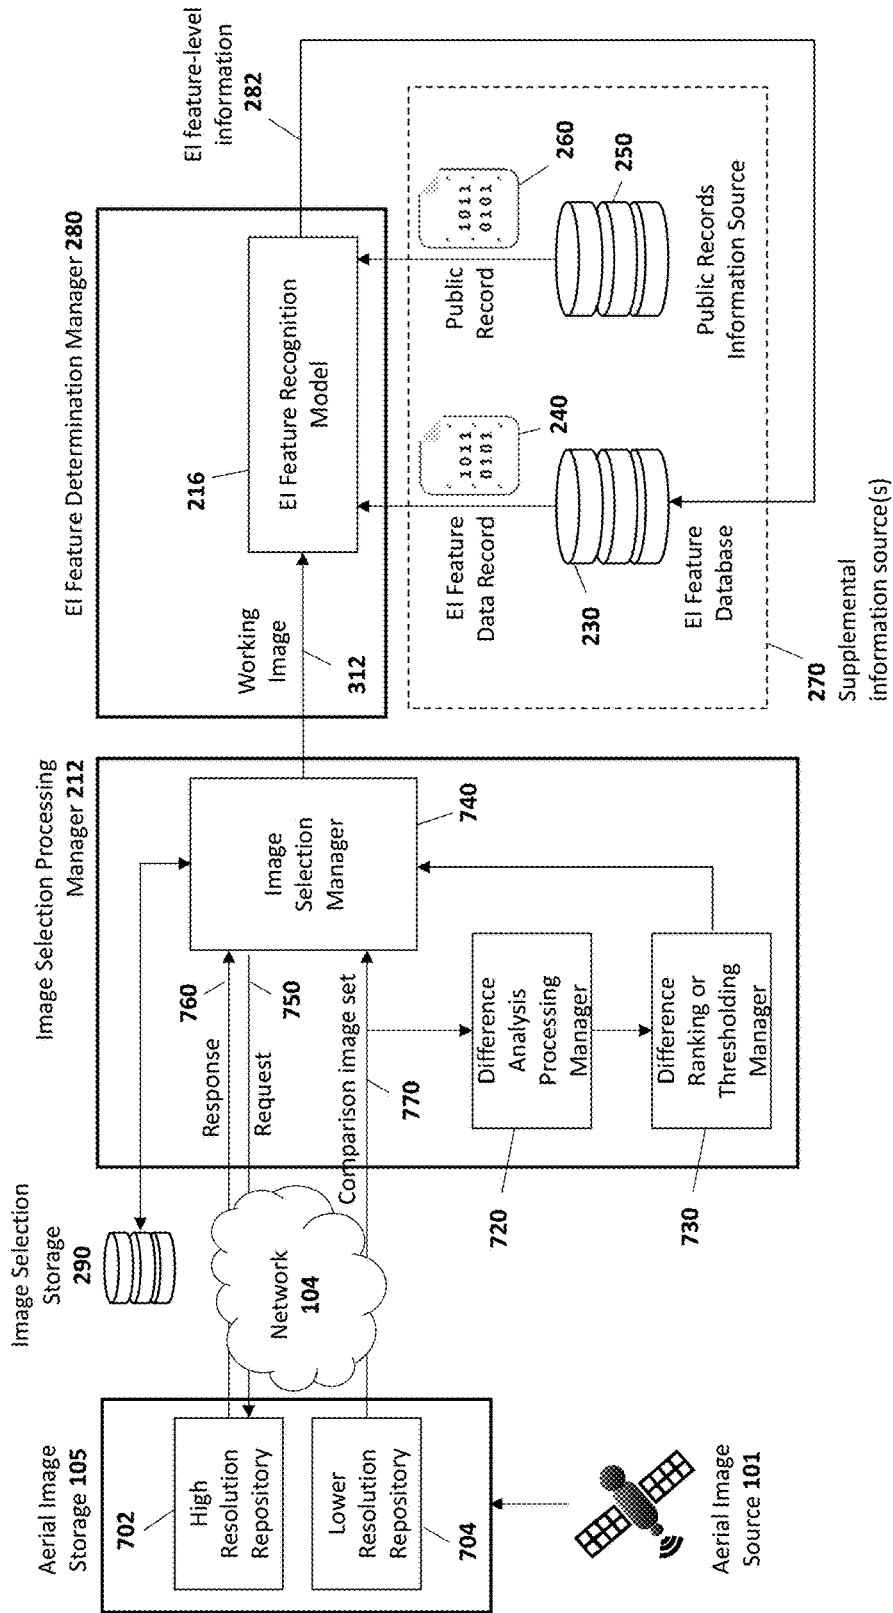 Aerial Image
Storage 105
702
High
Resolution
Repository
Lower
Resolution
Repository
704
Aerial Image
Source 101
Image Selection
Storage
290
Network
104
Image Selection Processing
Manager 212
Response
760
Request
750
Comparison image set
770
Image
Selection
Manager
740
Difference
Analysis
Processing
Manager
720
Difference
Ranking or
Thresholding
Manager
730
EI Feature Determination Manager 280
Working
Image
312
216
EI Feature Recognition
Model
EI feature-level
information
282
EI Feature
Data Record
1011
0101
240
Public
Record
1011
0101
260
230
EI Feature
Database
250
Public Records
Information Source
270
Supplemental
information source(s)